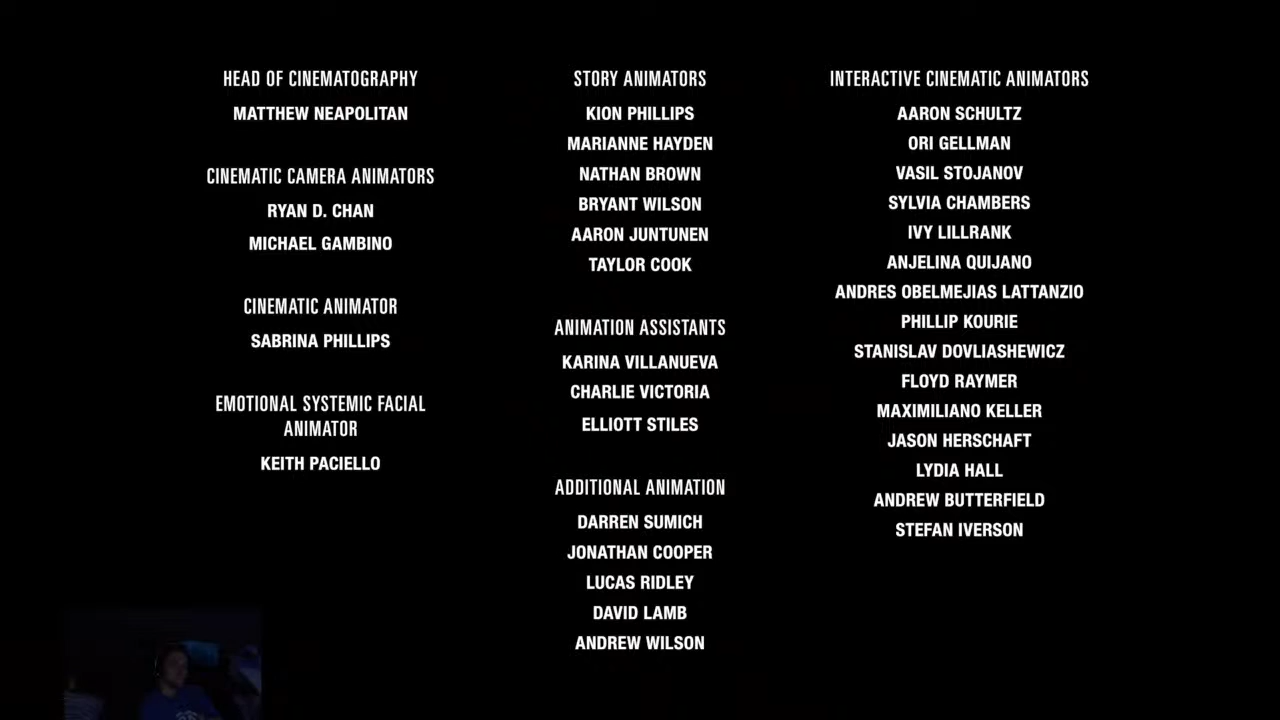 HEAD OF CINEMATOGRAPHY
MATTHEW NEAPOLITAN
CINEMATIC CAMERA ANIMATORS
RYAN D. CHAN
MICHAEL GAMBINO
CINEMATIC ANIMATOR
SABRINA PHILLIPS
EMOTIONAL SYSTEMIC FACIAL
ANIMATOR
KEITH PACIELLO
STORY ANIMATORS
KION PHILLIPS
MARIANNE HAYDEN
NATHAN BROWN
BRYANT WILSON
AARON JUNTUNEN
TAYLOR COOK
ANIMATION ASSISTANTS
KARINA VILLANUEVA
CHARLIE VICTORIA
ELLIOTT STILES
ADDITIONAL ANIMATION
DARREN SUMICH
JONATHAN COOPER
LUCAS RIDLEY
DAVID LAMB
ANDREW WILSON
INTERACTIVE CINEMATIC ANIMATORS
AARON SCHULTZ
ORI GELLMAN
VASIL STOJANOV
SYLVIA CHAMBERS
IVY LILLRANK
ANJELINA QUIJANO
ANDRES OBELMEJIAS LATTANZIO
PHILLIP KOURIE
STANISLAV DOVLIASHEWICZ
FLOYD RAYMER
MAXIMILIANO KELLER
JASON HERSCHAFT
LYDIA HALL
ANDREW BUTTERFIELD
STEFAN IVERSON